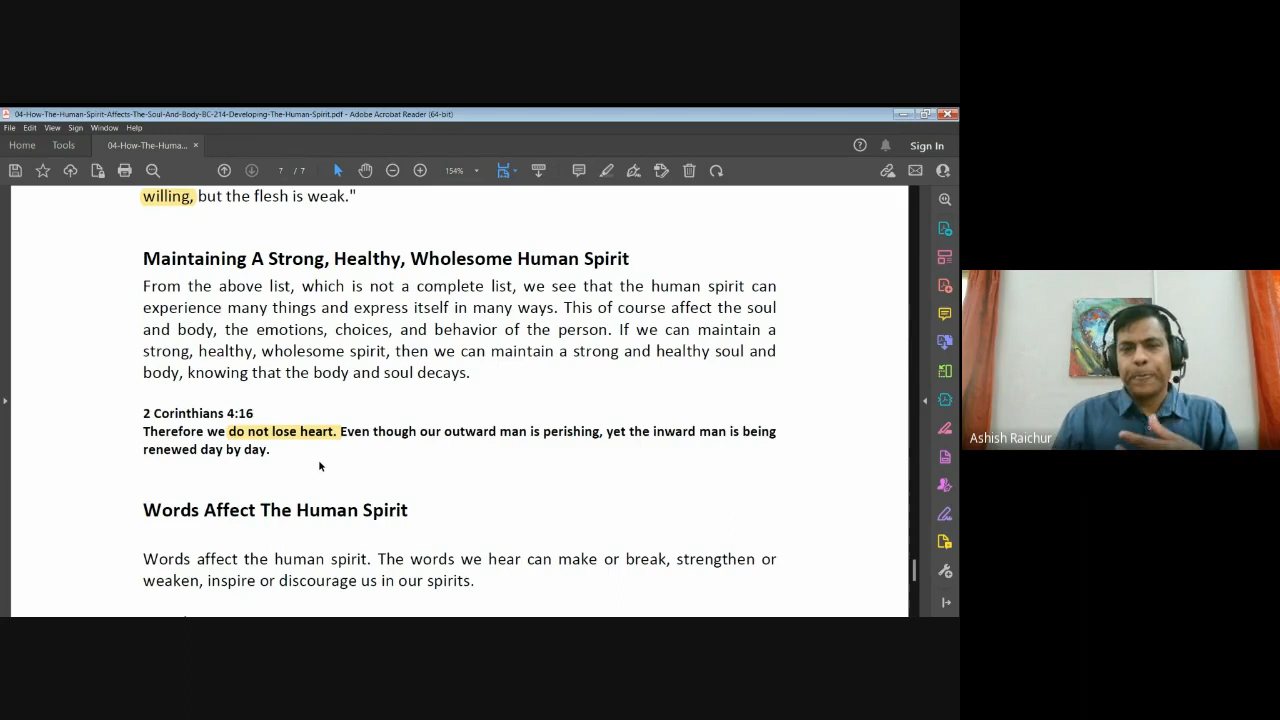 04-How-The-Human-Spirit-Affects-The-Soul-And-Body-BC-214-Developing-The-Human-Spirit.pdf - Adobe Acrobat Reader (64-bit)
File Edit View Sign Window Help
Home Tools 04-How-The-Huma... × Sign In
7 / 7 154%
willing, but the flesh is weak."
Maintaining A Strong, Healthy, Wholesome Human Spirit
From the above list, which is not a complete list, we see that the human spirit can
experience many things and express itself in many ways. This of course affect the soul
and body, the emotions, choices, and behavior of the person. If we can maintain a
strong, healthy, wholesome spirit, then we can maintain a strong and healthy soul and
body, knowing that the body and soul decays.
2 Corinthians 4:16
Therefore we do not lose heart. Even though our outward man is perishing, yet the inward man is being
renewed day by day.
Words Affect The Human Spirit
Words affect the human spirit. The words we hear can make or break, strengthen or
weaken, inspire or discourage us in our spirits.
Ashish Raichur